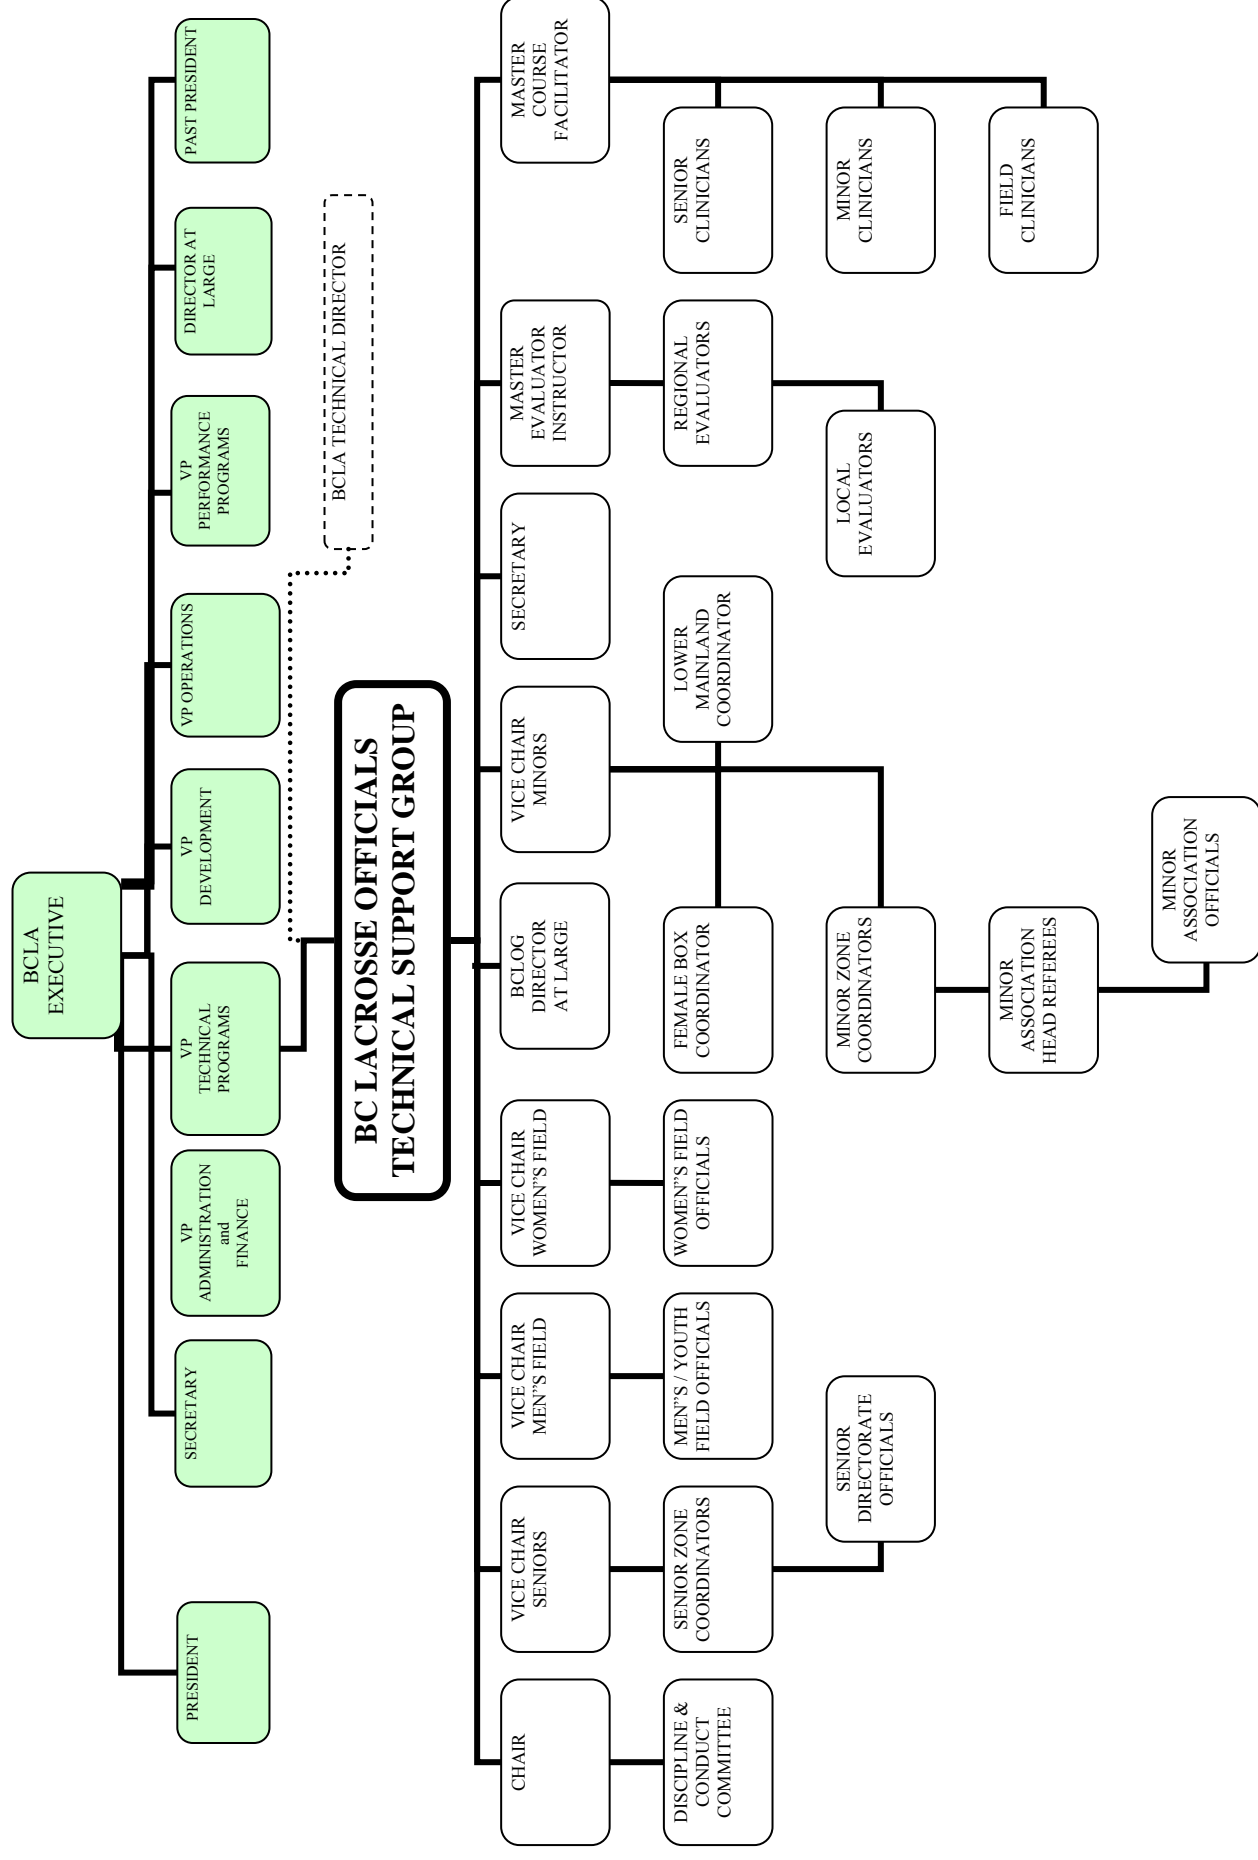 BCLA
EXECUTIVE
PRESIDENT
SECRETARY
VP
ADMINISTRATION
and
FINANCE
VP
TECHNICAL
PROGRAMS
VP
DEVELOPMENT
VP OPERATIONS
VP
PERFORMANCE
PROGRAMS
DIRECTOR AT
LARGE
PAST PRESIDENT
BCLA TECHNICAL DIRECTOR
BC LACROSSE OFFICIALS
TECHNICAL SUPPORT GROUP
CHAIR
VICE CHAIR
SENIORS
VICE CHAIR
MEN"S FIELD
VICE CHAIR
WOMEN"S FIELD
BCLOG
DIRECTOR
AT LARGE
VICE CHAIR
MINORS
SECRETARY
MASTER
EVALUATOR
INSTRUCTOR
MASTER
COURSE
FACILITATOR
DISCIPLINE &
CONDUCT
COMMITTEE
SENIOR ZONE
COORDINATORS
MEN"S / YOUTH
FIELD OFFICIALS
WOMEN"S FIELD
OFFICIALS
FEMALE BOX
COORDINATOR
LOWER
MAINLAND
COORDINATOR
REGIONAL
EVALUATORS
SENIOR
CLINICIANS
SENIOR
DIRECTORATE
OFFICIALS
MINOR ZONE
COORDINATORS
LOCAL
EVALUATORS
MINOR
CLINICIANS
MINOR
ASSOCIATION
HEAD REFEREES
FIELD
CLINICIANS
MINOR
ASSOCIATION
OFFICIALS